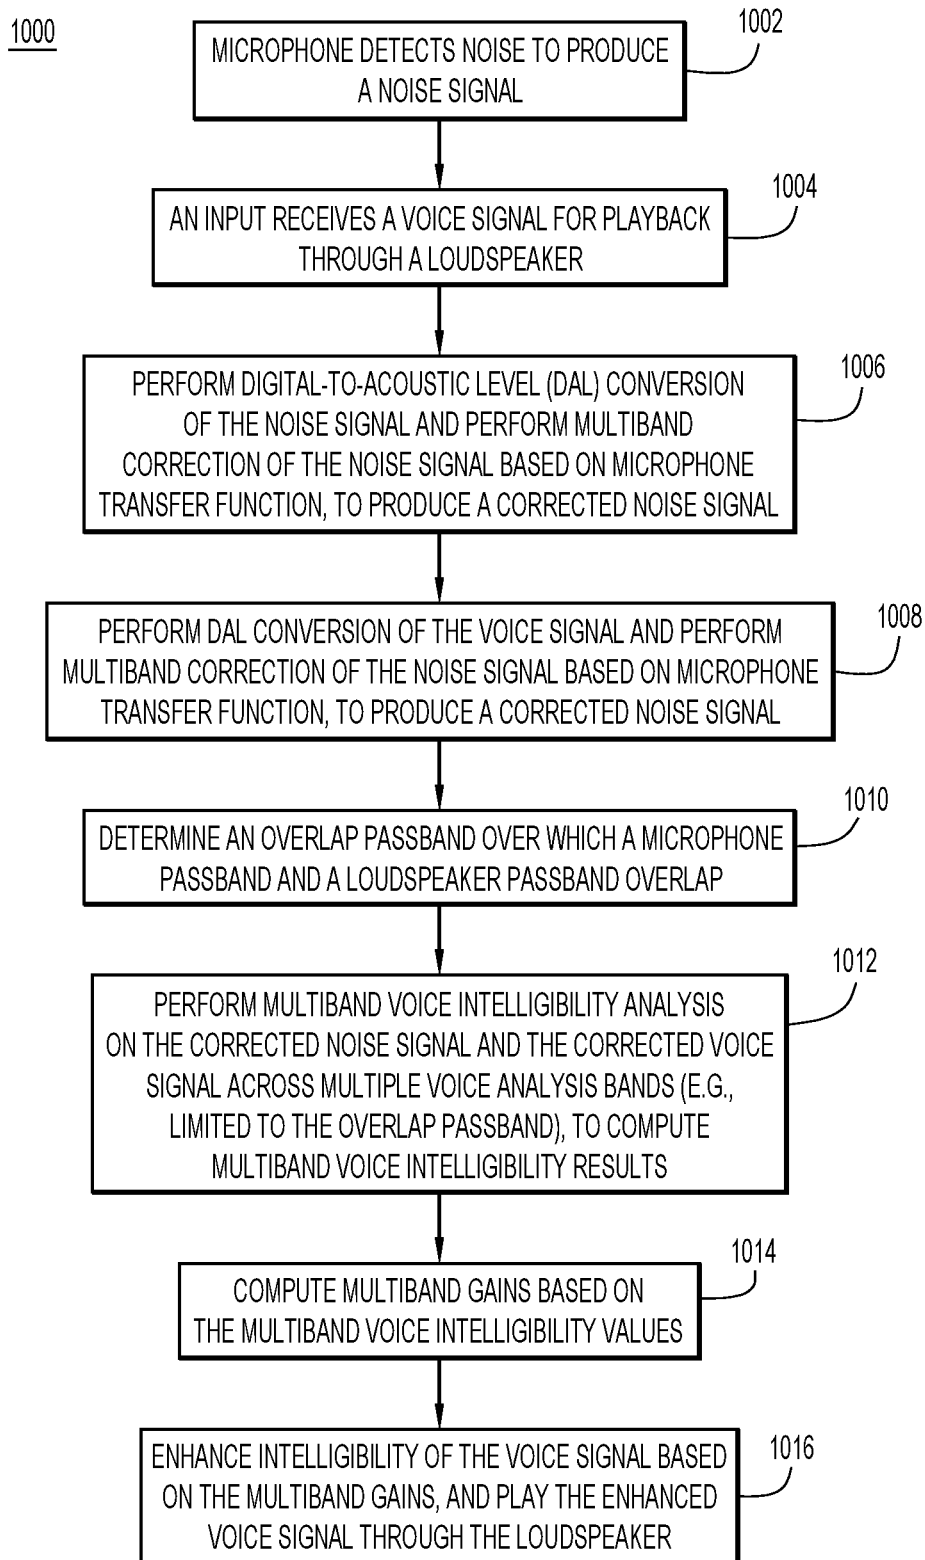 1000
1002
MICROPHONE DETECTS NOISE TO PRODUCE
A NOISE SIGNAL
1004
AN INPUT RECEIVES A VOICE SIGNAL FOR PLAYBACK
THROUGH A LOUDSPEAKER
1006
PERFORM DIGITAL-TO-ACOUSTIC LEVEL (DAL) CONVERSION
OF THE NOISE SIGNAL AND PERFORM MULTIBAND
CORRECTION OF THE NOISE SIGNAL BASED ON MICROPHONE
TRANSFER FUNCTION, TO PRODUCE A CORRECTED NOISE SIGNAL
1008
PERFORM DAL CONVERSION OF THE VOICE SIGNAL AND PERFORM
MULTIBAND CORRECTION OF THE NOISE SIGNAL BASED ON MICROPHONE
TRANSFER FUNCTION, TO PRODUCE A CORRECTED NOISE SIGNAL
1010
DETERMINE AN OVERLAP PASSBAND OVER WHICH A MICROPHONE
PASSBAND AND A LOUDSPEAKER PASSBAND OVERLAP
1012
PERFORM MULTIBAND VOICE INTELLIGIBILITY ANALYSIS
ON THE CORRECTED NOISE SIGNAL AND THE CORRECTED VOICE
SIGNAL ACROSS MULTIPLE VOICE ANALYSIS BANDS (E.G.,
LIMITED TO THE OVERLAP PASSBAND), TO COMPUTE
MULTIBAND VOICE INTELLIGIBILITY RESULTS
1014
COMPUTE MULTIBAND GAINS BASED ON
THE MULTIBAND VOICE INTELLIGIBILITY VALUES
1016
ENHANCE INTELLIGIBILITY OF THE VOICE SIGNAL BASED
ON THE MULTIBAND GAINS, AND PLAY THE ENHANCED
VOICE SIGNAL THROUGH THE LOUDSPEAKER